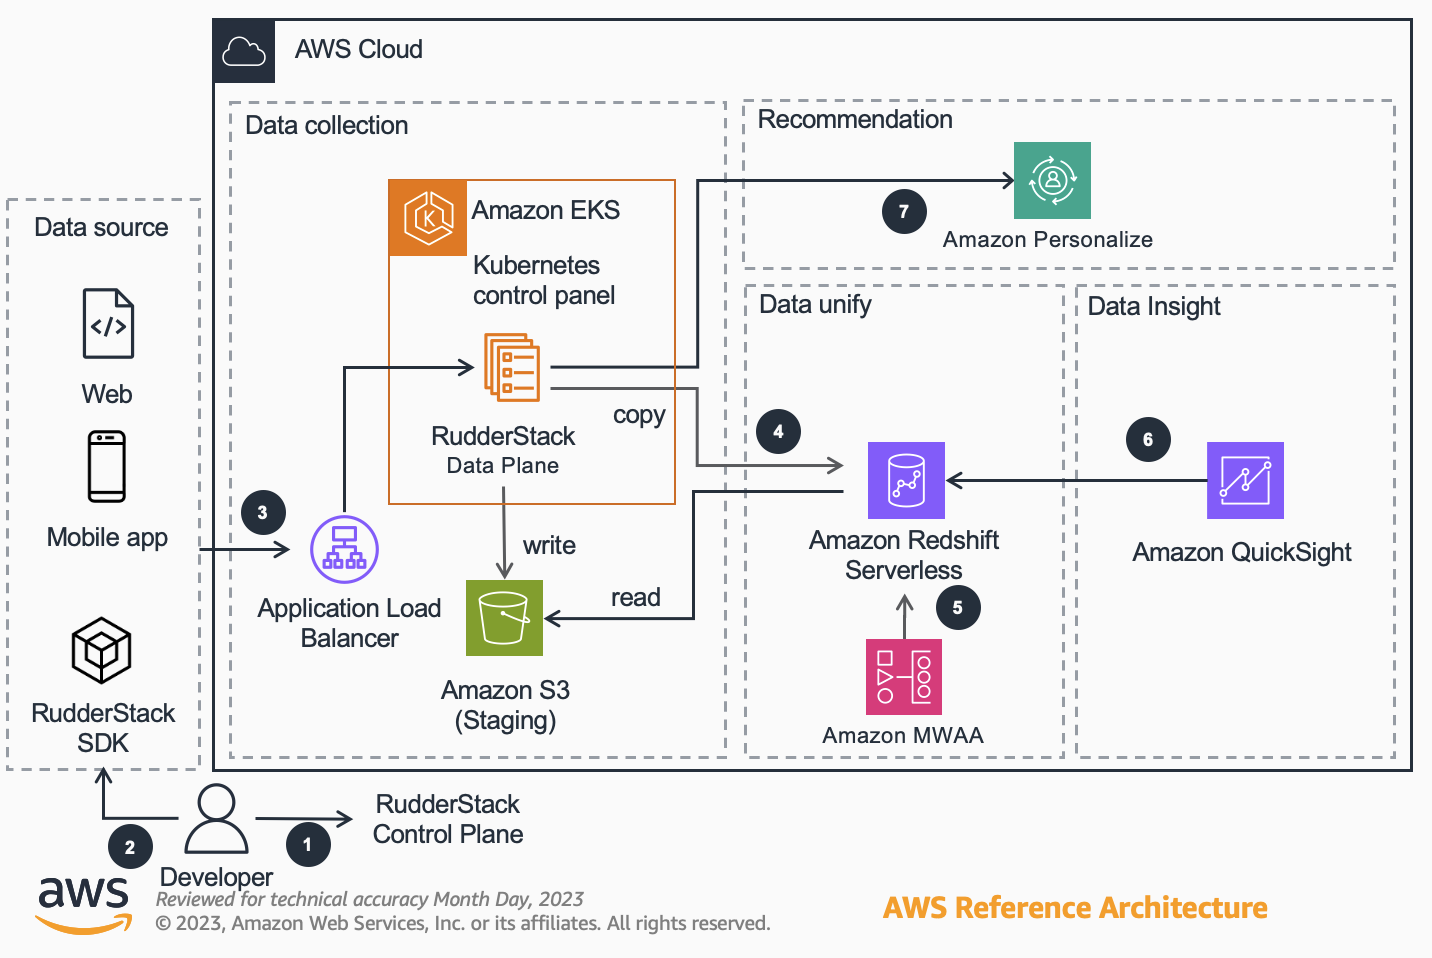 AWS Cloud
Data collection
Recommendation
Amazon EKS
Kubernetes
control panel
7
Amazon Personalize
Data source
Web
Mobile app
RudderStack
SDK
3
Application Load
Balancer
RudderStack
Data Plane
copy
write
read
Amazon S3
(Staging)
Data unify
4
Amazon Redshift
Serverless
5
Amazon MWAA
Data Insight
6
Amazon QuickSight
2
Developer
1
RudderStack
Control Plane
aws
Reviewed for technical accuracy Month Day, 2023
© 2023, Amazon Web Services, Inc. or its affiliates. All rights reserved.
AWS Reference Architecture